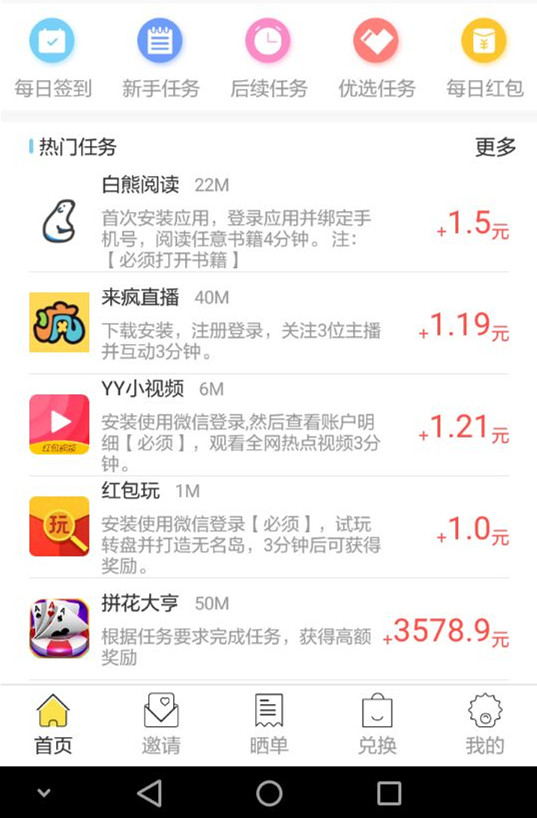 每日签到 新手任务 后续任务 优选任务 每日红包
热门任务 更多
白熊阅读 22M
首次安装应用，登录应用并绑定手
机号，阅读任意书籍4分钟。注：
【必须打开书籍】
+1.5元
来疯直播 40M
下载安装，注册登录，关注3位主播
并互动3分钟。
+1.19元
疯
YY小视频 6M
安装使用微信登录,然后查看账户明
细【必须】，观看全网热点视频3分
钟。
+1.21元
红包视频
红包玩 1M
安装使用微信登录【必须】，试玩
转盘并打造无名岛，3分钟后可获得
奖励。
+1.0元
玩
拼花大亨 50M
根据任务要求完成任务，获得高额
奖励
+3578.9元
A A A
首页 邀请 晒单 兑换 我的